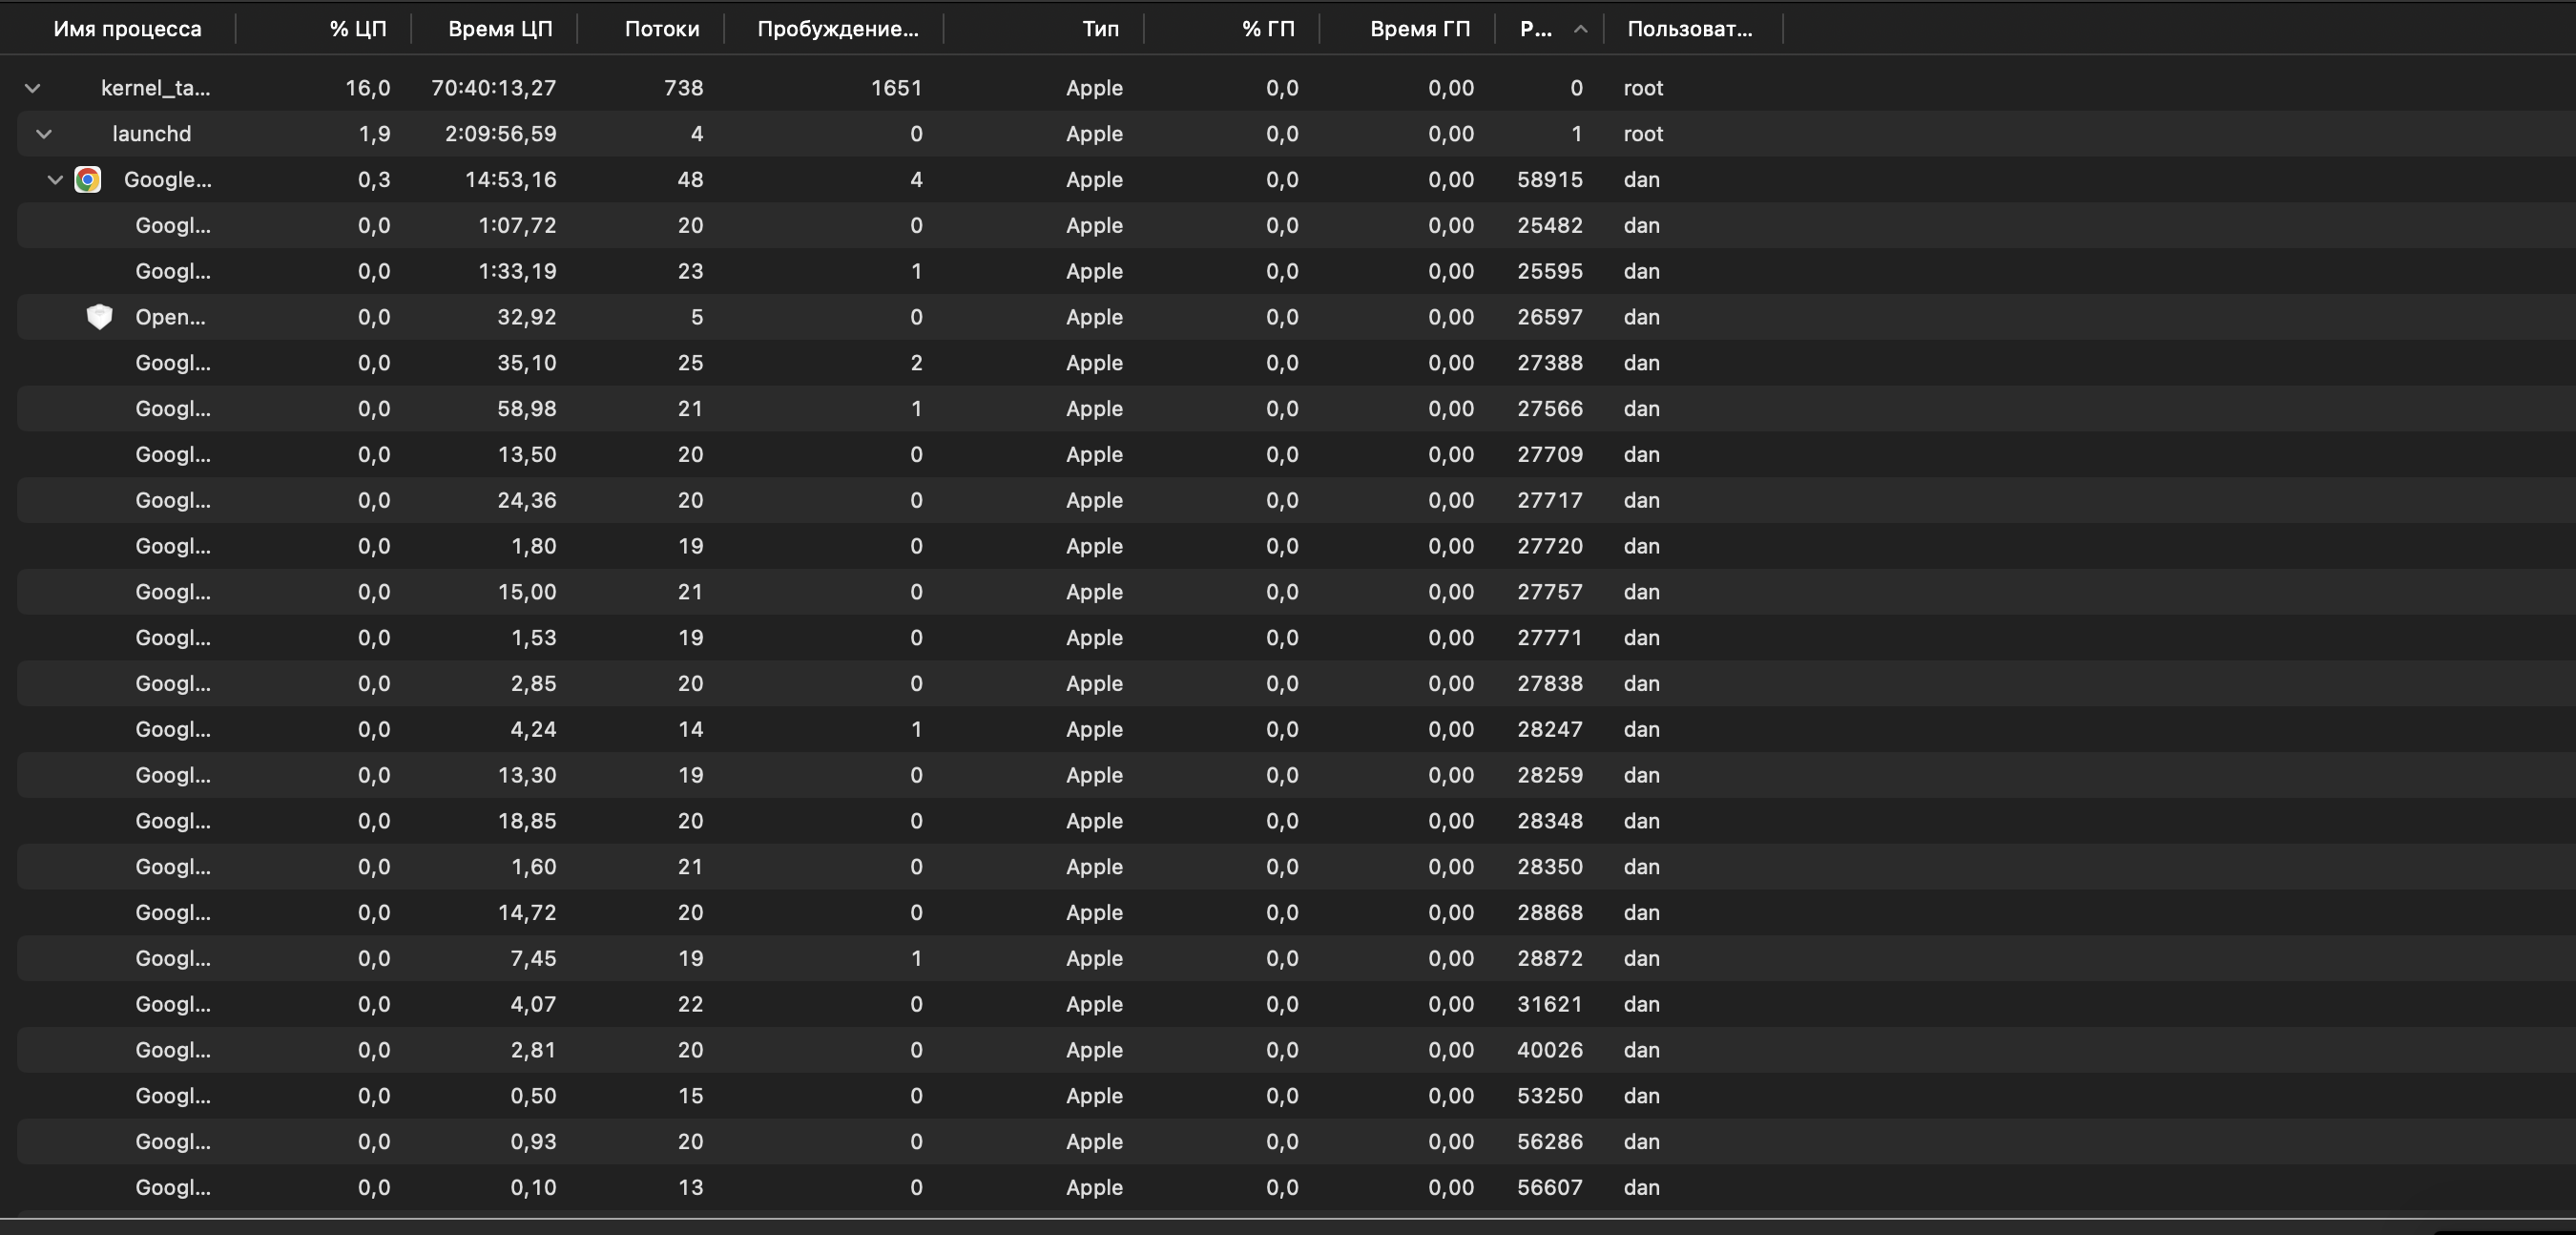 Имя процесса % ЦП Время ЦП Потоки Пробуждение... Тип % ГП Время ГП P... Пользоват...
kernel_ta... 16,0 70:40:13,27 738 1651 Apple 0,0 0,00 0 root
launchd 1,9 2:09:56,59 4 0 Apple 0,0 0,00 1 root
Google... 0,3 14:53,16 48 4 Apple 0,0 0,00 58915 dan
Googl... 0,0 1:07,72 20 0 Apple 0,0 0,00 25482 dan
Googl... 0,0 1:33,19 23 1 Apple 0,0 0,00 25595 dan
Open... 0,0 32,92 5 0 Apple 0,0 0,00 26597 dan
Googl... 0,0 35,10 25 2 Apple 0,0 0,00 27388 dan
Googl... 0,0 58,98 21 1 Apple 0,0 0,00 27566 dan
Googl... 0,0 13,50 20 0 Apple 0,0 0,00 27709 dan
Googl... 0,0 24,36 20 0 Apple 0,0 0,00 27717 dan
Googl... 0,0 1,80 19 0 Apple 0,0 0,00 27720 dan
Googl... 0,0 15,00 21 0 Apple 0,0 0,00 27757 dan
Googl... 0,0 1,53 19 0 Apple 0,0 0,00 27771 dan
Googl... 0,0 2,85 20 0 Apple 0,0 0,00 27838 dan
Googl... 0,0 4,24 14 1 Apple 0,0 0,00 28247 dan
Googl... 0,0 13,30 19 0 Apple 0,0 0,00 28259 dan
Googl... 0,0 18,85 20 0 Apple 0,0 0,00 28348 dan
Googl... 0,0 1,60 21 0 Apple 0,0 0,00 28350 dan
Googl... 0,0 14,72 20 0 Apple 0,0 0,00 28868 dan
Googl... 0,0 7,45 19 1 Apple 0,0 0,00 28872 dan
Googl... 0,0 4,07 22 0 Apple 0,0 0,00 31621 dan
Googl... 0,0 2,81 20 0 Apple 0,0 0,00 40026 dan
Googl... 0,0 0,50 15 0 Apple 0,0 0,00 53250 dan
Googl... 0,0 0,93 20 0 Apple 0,0 0,00 56286 dan
Googl... 0,0 0,10 13 0 Apple 0,0 0,00 56607 dan